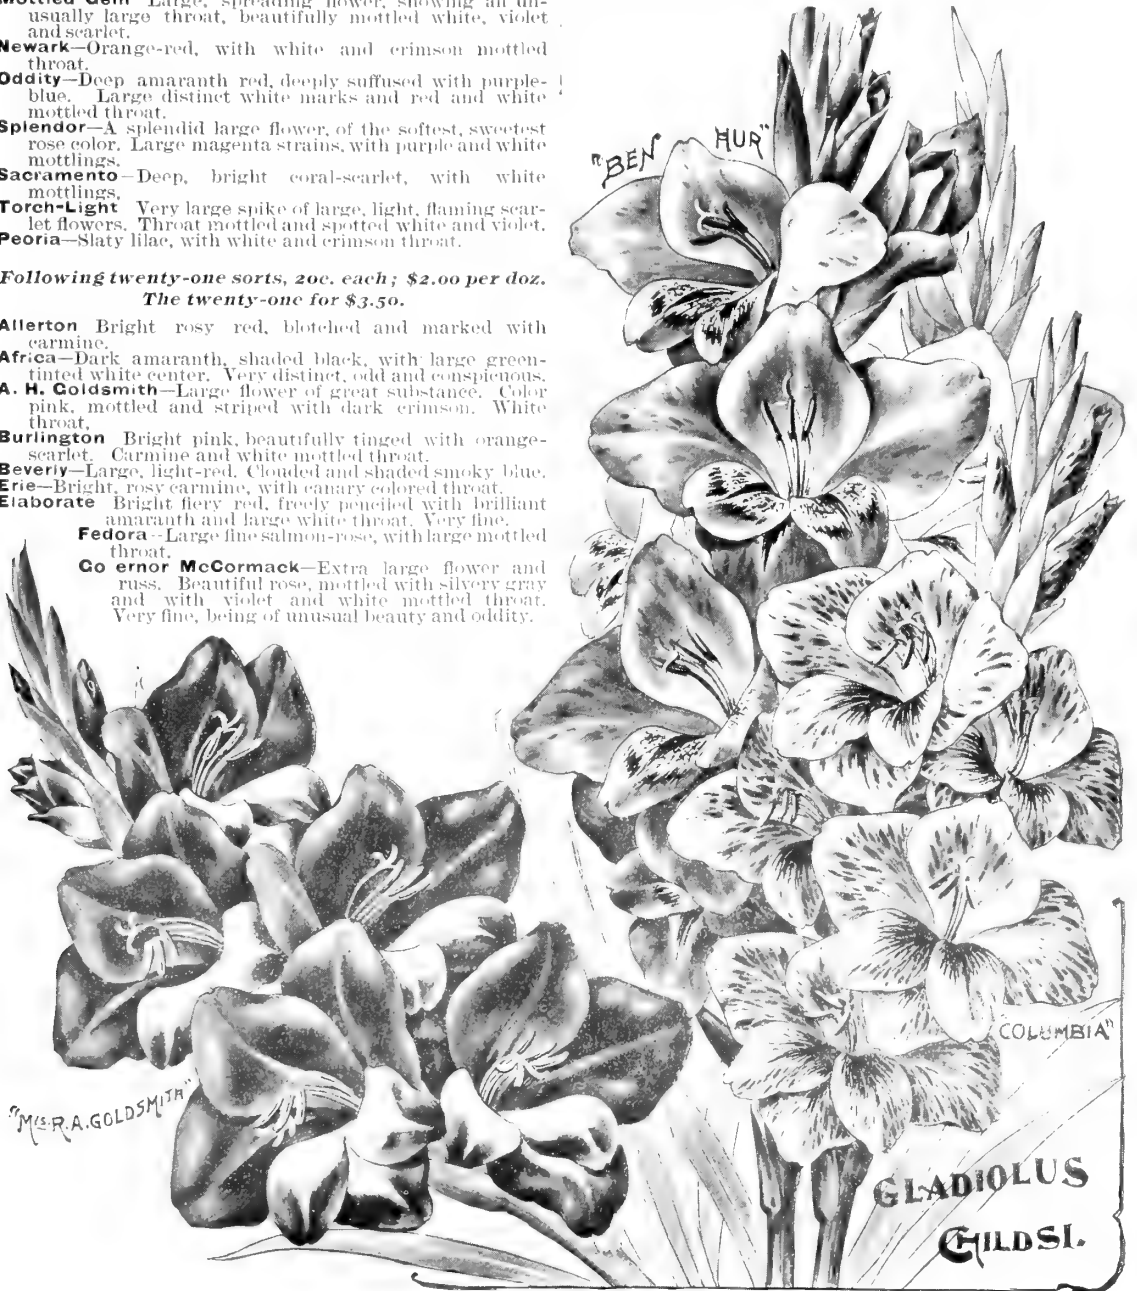 Mottled Gem Large, spreading flower, showing an un-
usually large throat, beautifully mottled white, violet
and scarlet.
Newark—Orange-red, with white and crimson mottled
throat.
Oddity—Deep amaranth red, deeply suffused with purple-
blue. Large distinct white marks and red and white
mottled throat.
Splendor—A splendid large flower, of the softest, sweetest
rose color. Large magenta strains, with purple and white
mottlings.
Sacramento—Deep, bright coral-scarlet, with white
mottlings.
Torch-Light Very large spike of large, light, flaming scar-
let flowers. Throat mottled and spotted white and violet.
Peoria—Slaty lilac, with white and crimson throat.
Following twenty-one sorts, 20c. each; $2.00 per doz.
The twenty-one for $3.50.
Allerton Bright rosy red, blotched and marked with
carmine.
Africa—Dark amaranth, shaded black, with large green-
tinted white center. Very distinct, odd and conspicuous.
A. H. Goldsmith—Large flower of great substance. Color
pink, mottled and striped with dark crimson. White
throat.
Burlington Bright pink, beautifully tinged with orange-
scarlet. Carmine and white mottled throat.
Beverly—Large, light-red. Clouded and shaded smoky blue.
Erie—Bright, rosy carmine, with canary colored throat.
Elaborate Bright fiery red, freely penciled with brilliant
amaranth and large white throat. Very fine.
Fedora—Large fine salmon-rose, with large mottled
throat.
Go ernor McCormack—Extra large flower and
russ. Beautiful rose, mottled with silvery gray
and with violet and white mottled throat.
Very fine, being of unusual beauty and oddity.
"BEN HUR"
COLUMBIA"
"Mrs. R. A. GOLDSMITH"
GLADIOLUS
CHILDSI.